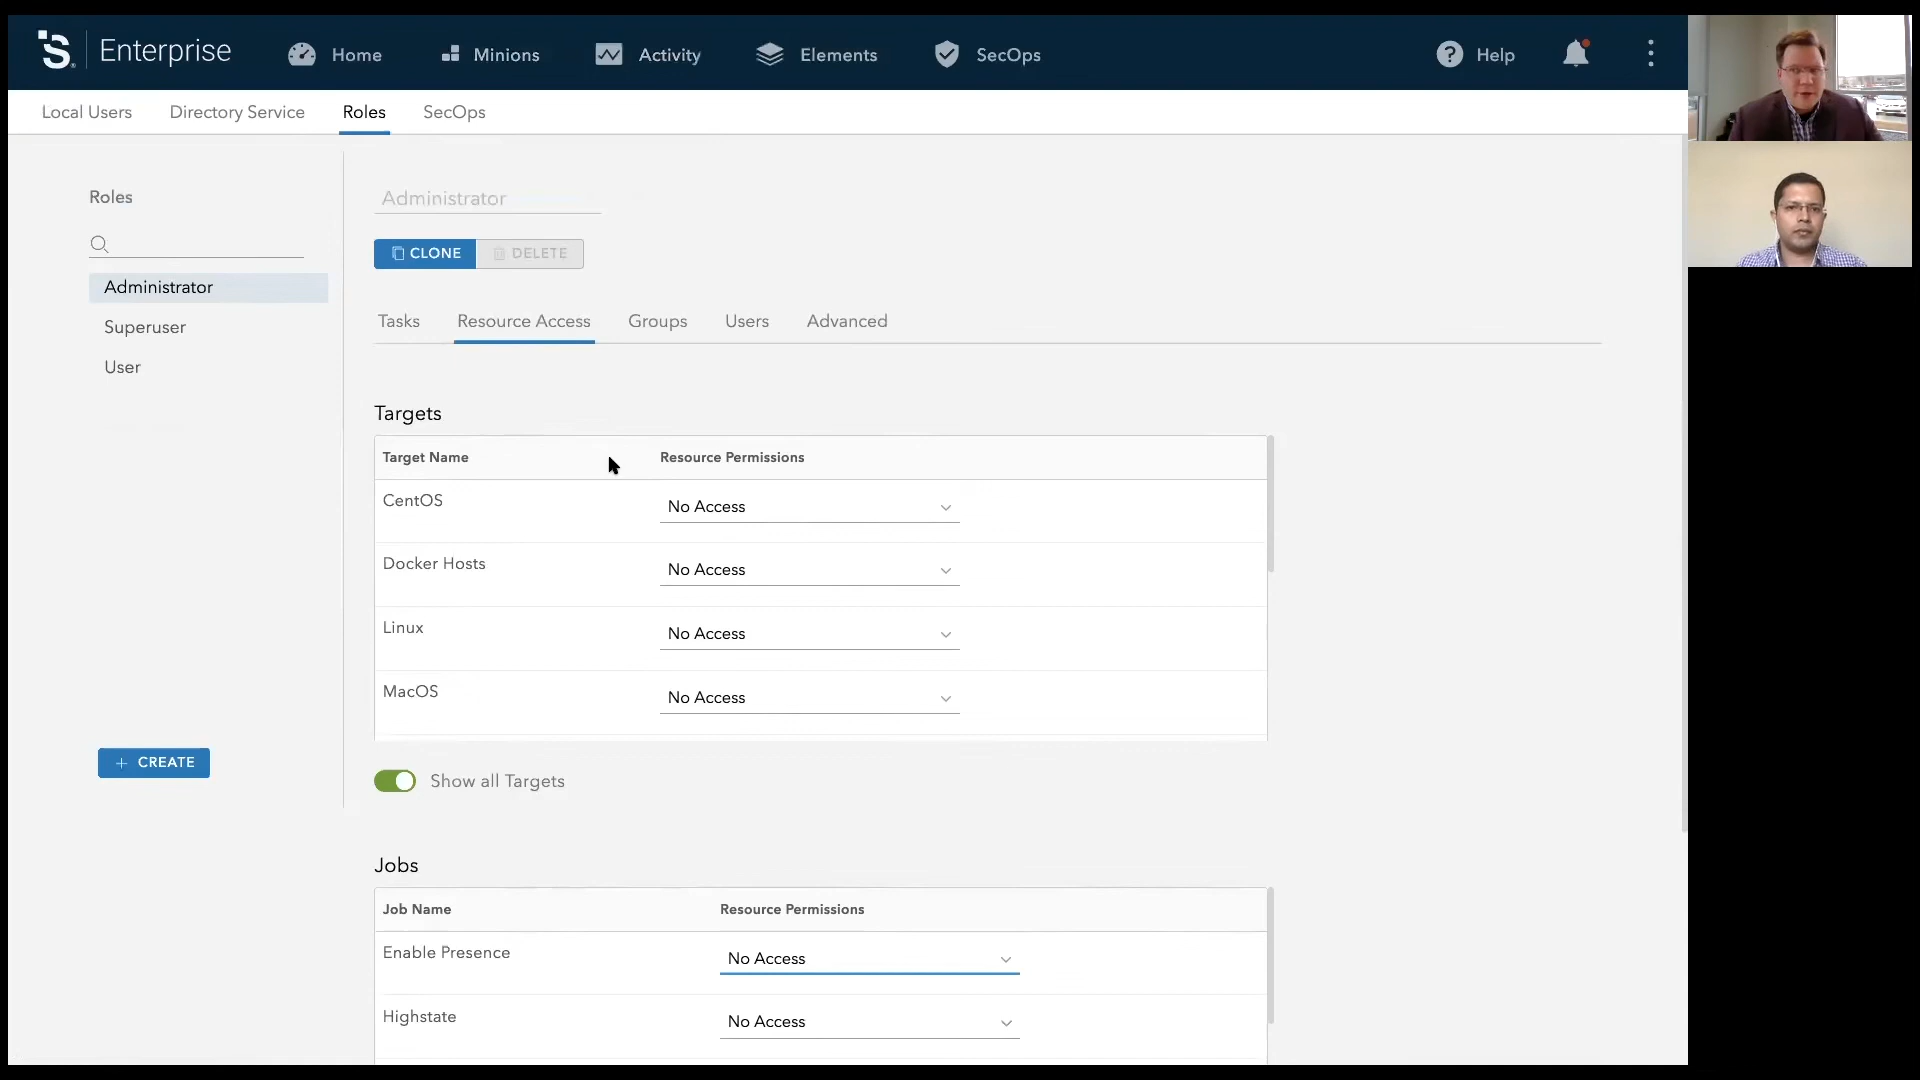 S Enterprise Home Minions Activity Elements SecOps ? Help
Local Users Directory Service Roles SecOps
Roles
Administrator
Superuser
User
+ CREATE
Administrator
CLONE DELETE
Tasks Resource Access Groups Users Advanced
Targets
Target Name Resource Permissions
CentOS No Access
Docker Hosts No Access
Linux No Access
MacOS No Access
Show all Targets
Jobs
Job Name Resource Permissions
Enable Presence No Access
Highstate No Access